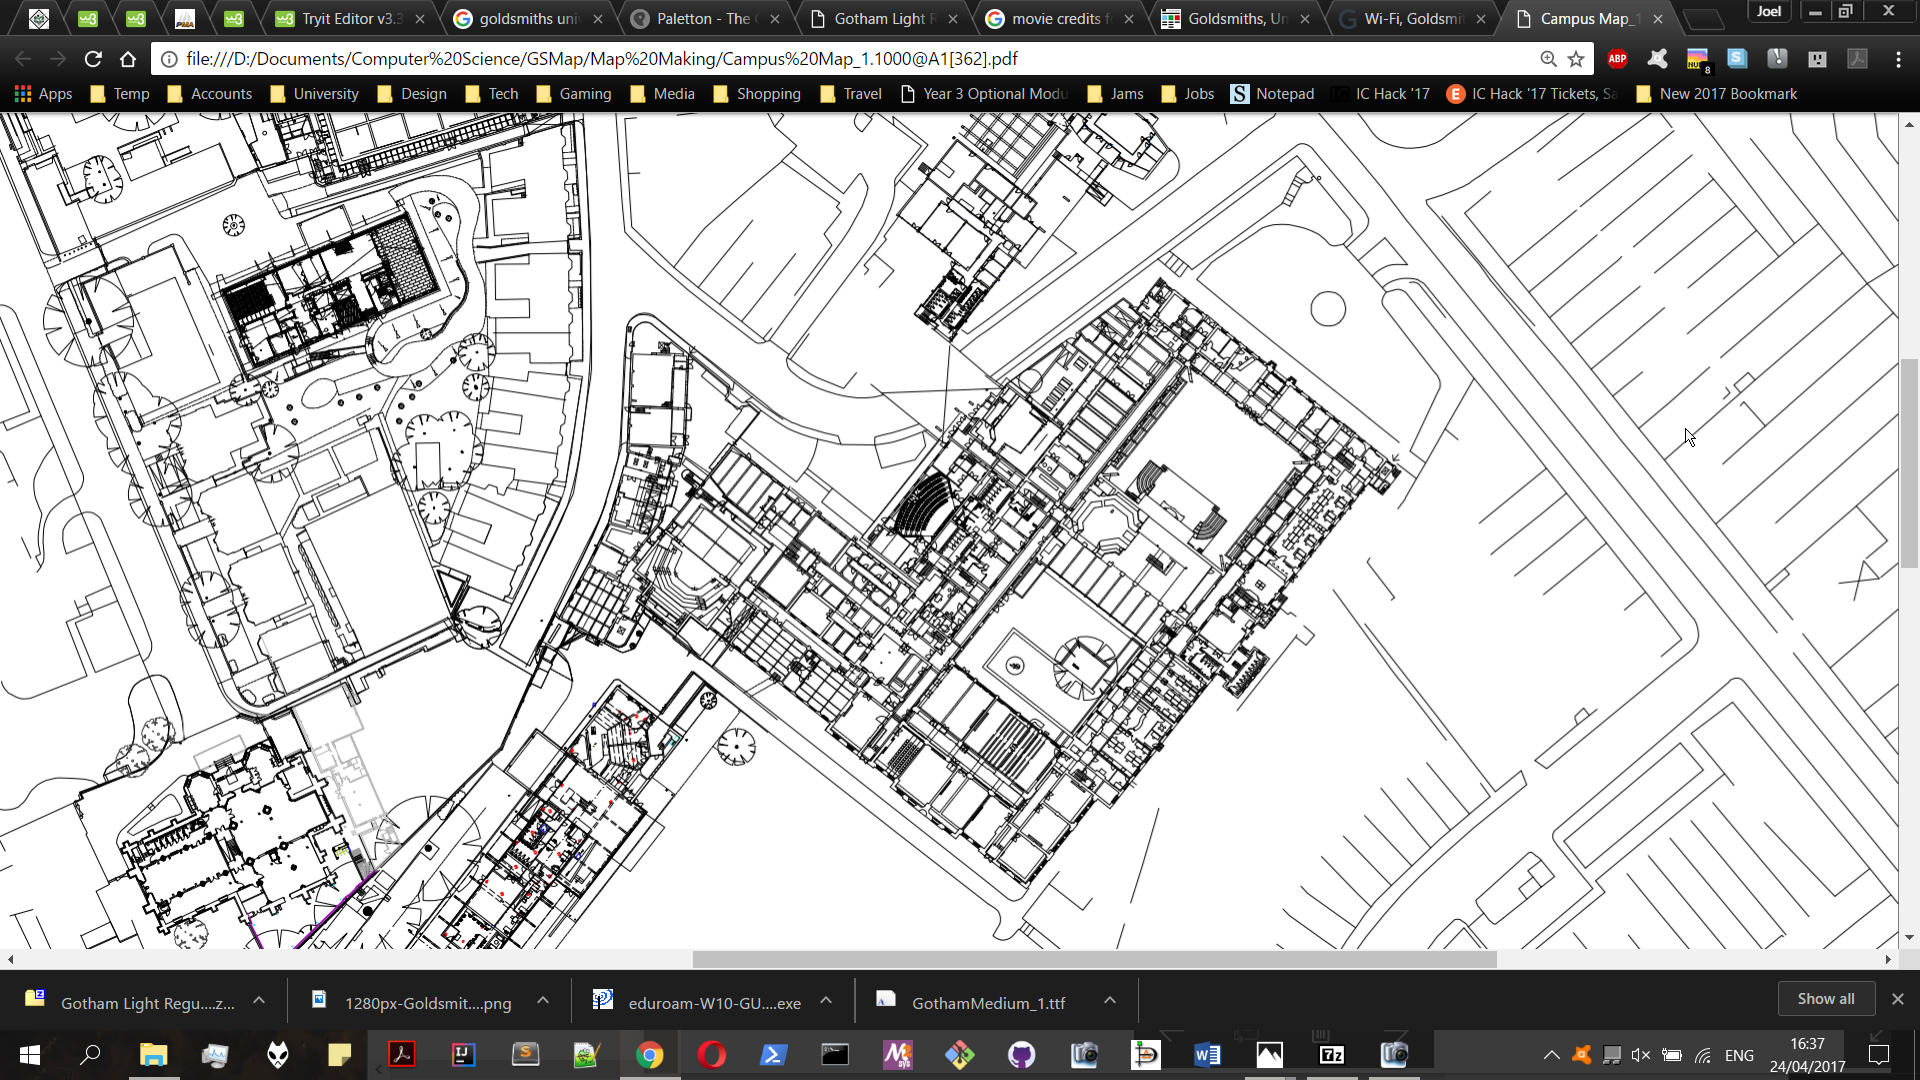 Tryit Editor v3.3
goldsmiths uni
Paletton - The C
Gotham Light R
movie credits f
Goldsmiths, Un
Wi-Fi, Goldsmit
Campus Map_1
Joel
file:///D:/Documents/Computer%20Science/GSMap/Map%20Making/Campus%20Map_1.1000@A1[362].pdf
ABP
8
Apps
Temp
Accounts
University
Design
Tech
Gaming
Media
Shopping
Travel
Year 3 Optional Modu
Jams
Jobs
Notepad
IC Hack '17
IC Hack '17 Tickets, Sa
New 2017 Bookmark
Gotham Light Regu....z...
1280px-Goldsmit....png
eduroam-W10-GU....exe
GothamMedium_1.ttf
Show all
ENG
16:37
24/04/2017